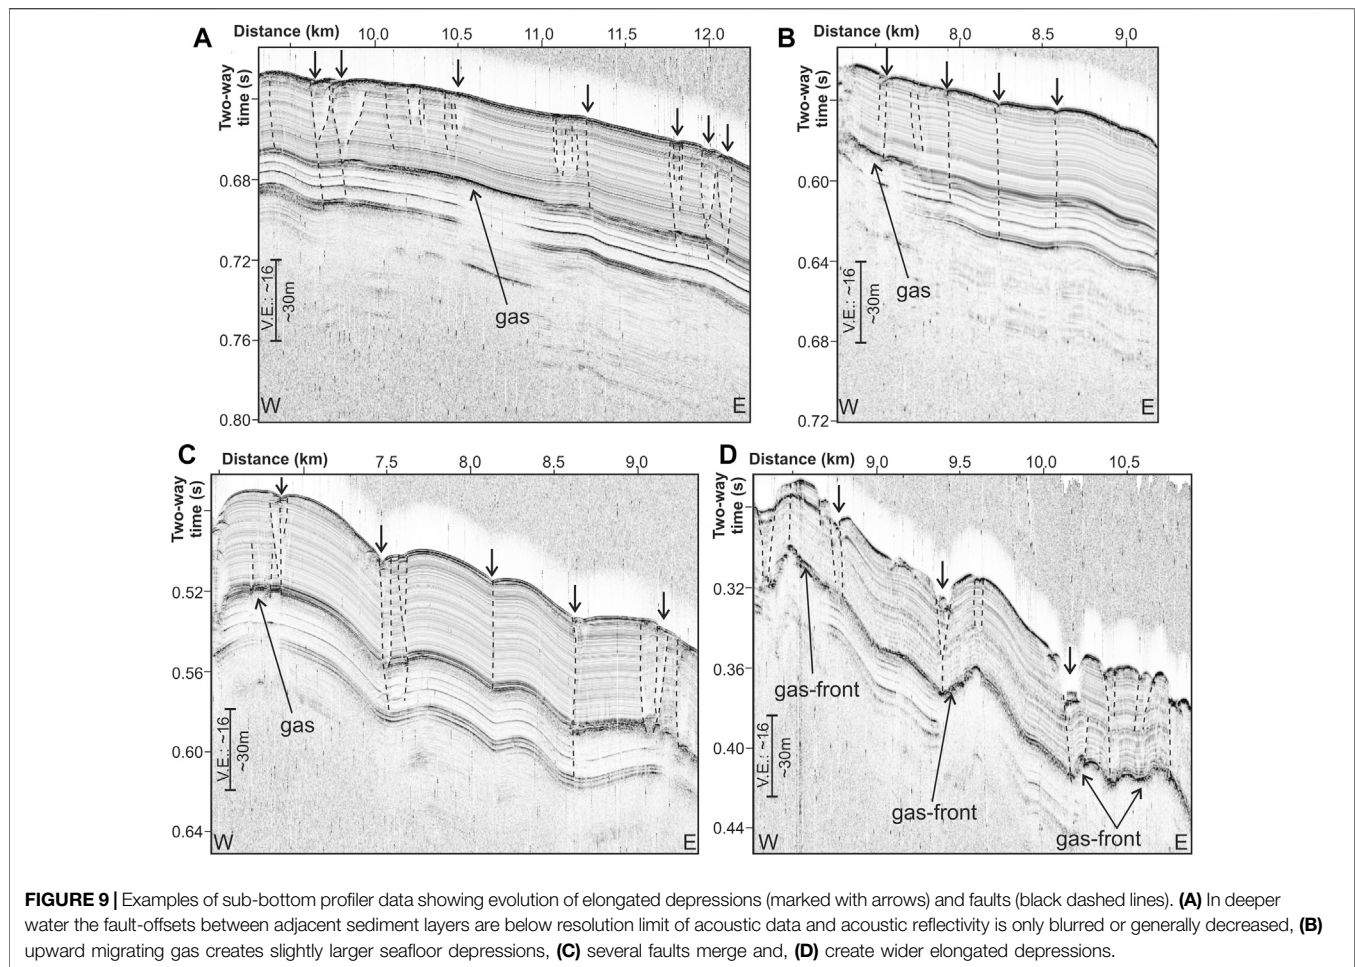 A
Distance (km) 10.0 10.5 11.0 11.5 12.0
Two-way
time (s)
0.68
0.72
0.76
0.80
V.E.: ~16
~30m
gas
W
E
B
Distance (km) 8.0 8.5 9.0
Two-way
time (s)
0.60
0.64
0.68
0.72
V.E.: ~16
~30m
gas
W
E
C
Distance (km) 7.5 8.0 8.5 9.0
Two-way
time (s)
0.52
0.56
0.60
0.64
V.E.: ~16
~30m
gas
W
E
D
Distance (km) 9.0 9.5 10.0 10.5
Two-way
time (s)
0.32
0.36
0.40
0.44
V.E.: ~16
~30m
gas-front
gas-front
gas-front
W
E
FIGURE 9 | Examples of sub-bottom profiler data showing evolution of elongated depressions (marked with arrows) and faults (black dashed lines). (A) In deeper
water the fault-offsets between adjacent sediment layers are below resolution limit of acoustic data and acoustic reflectivity is only blurred or generally decreased, (B)
upward migrating gas creates slightly larger seafloor depressions, (C) several faults merge and, (D) create wider elongated depressions.